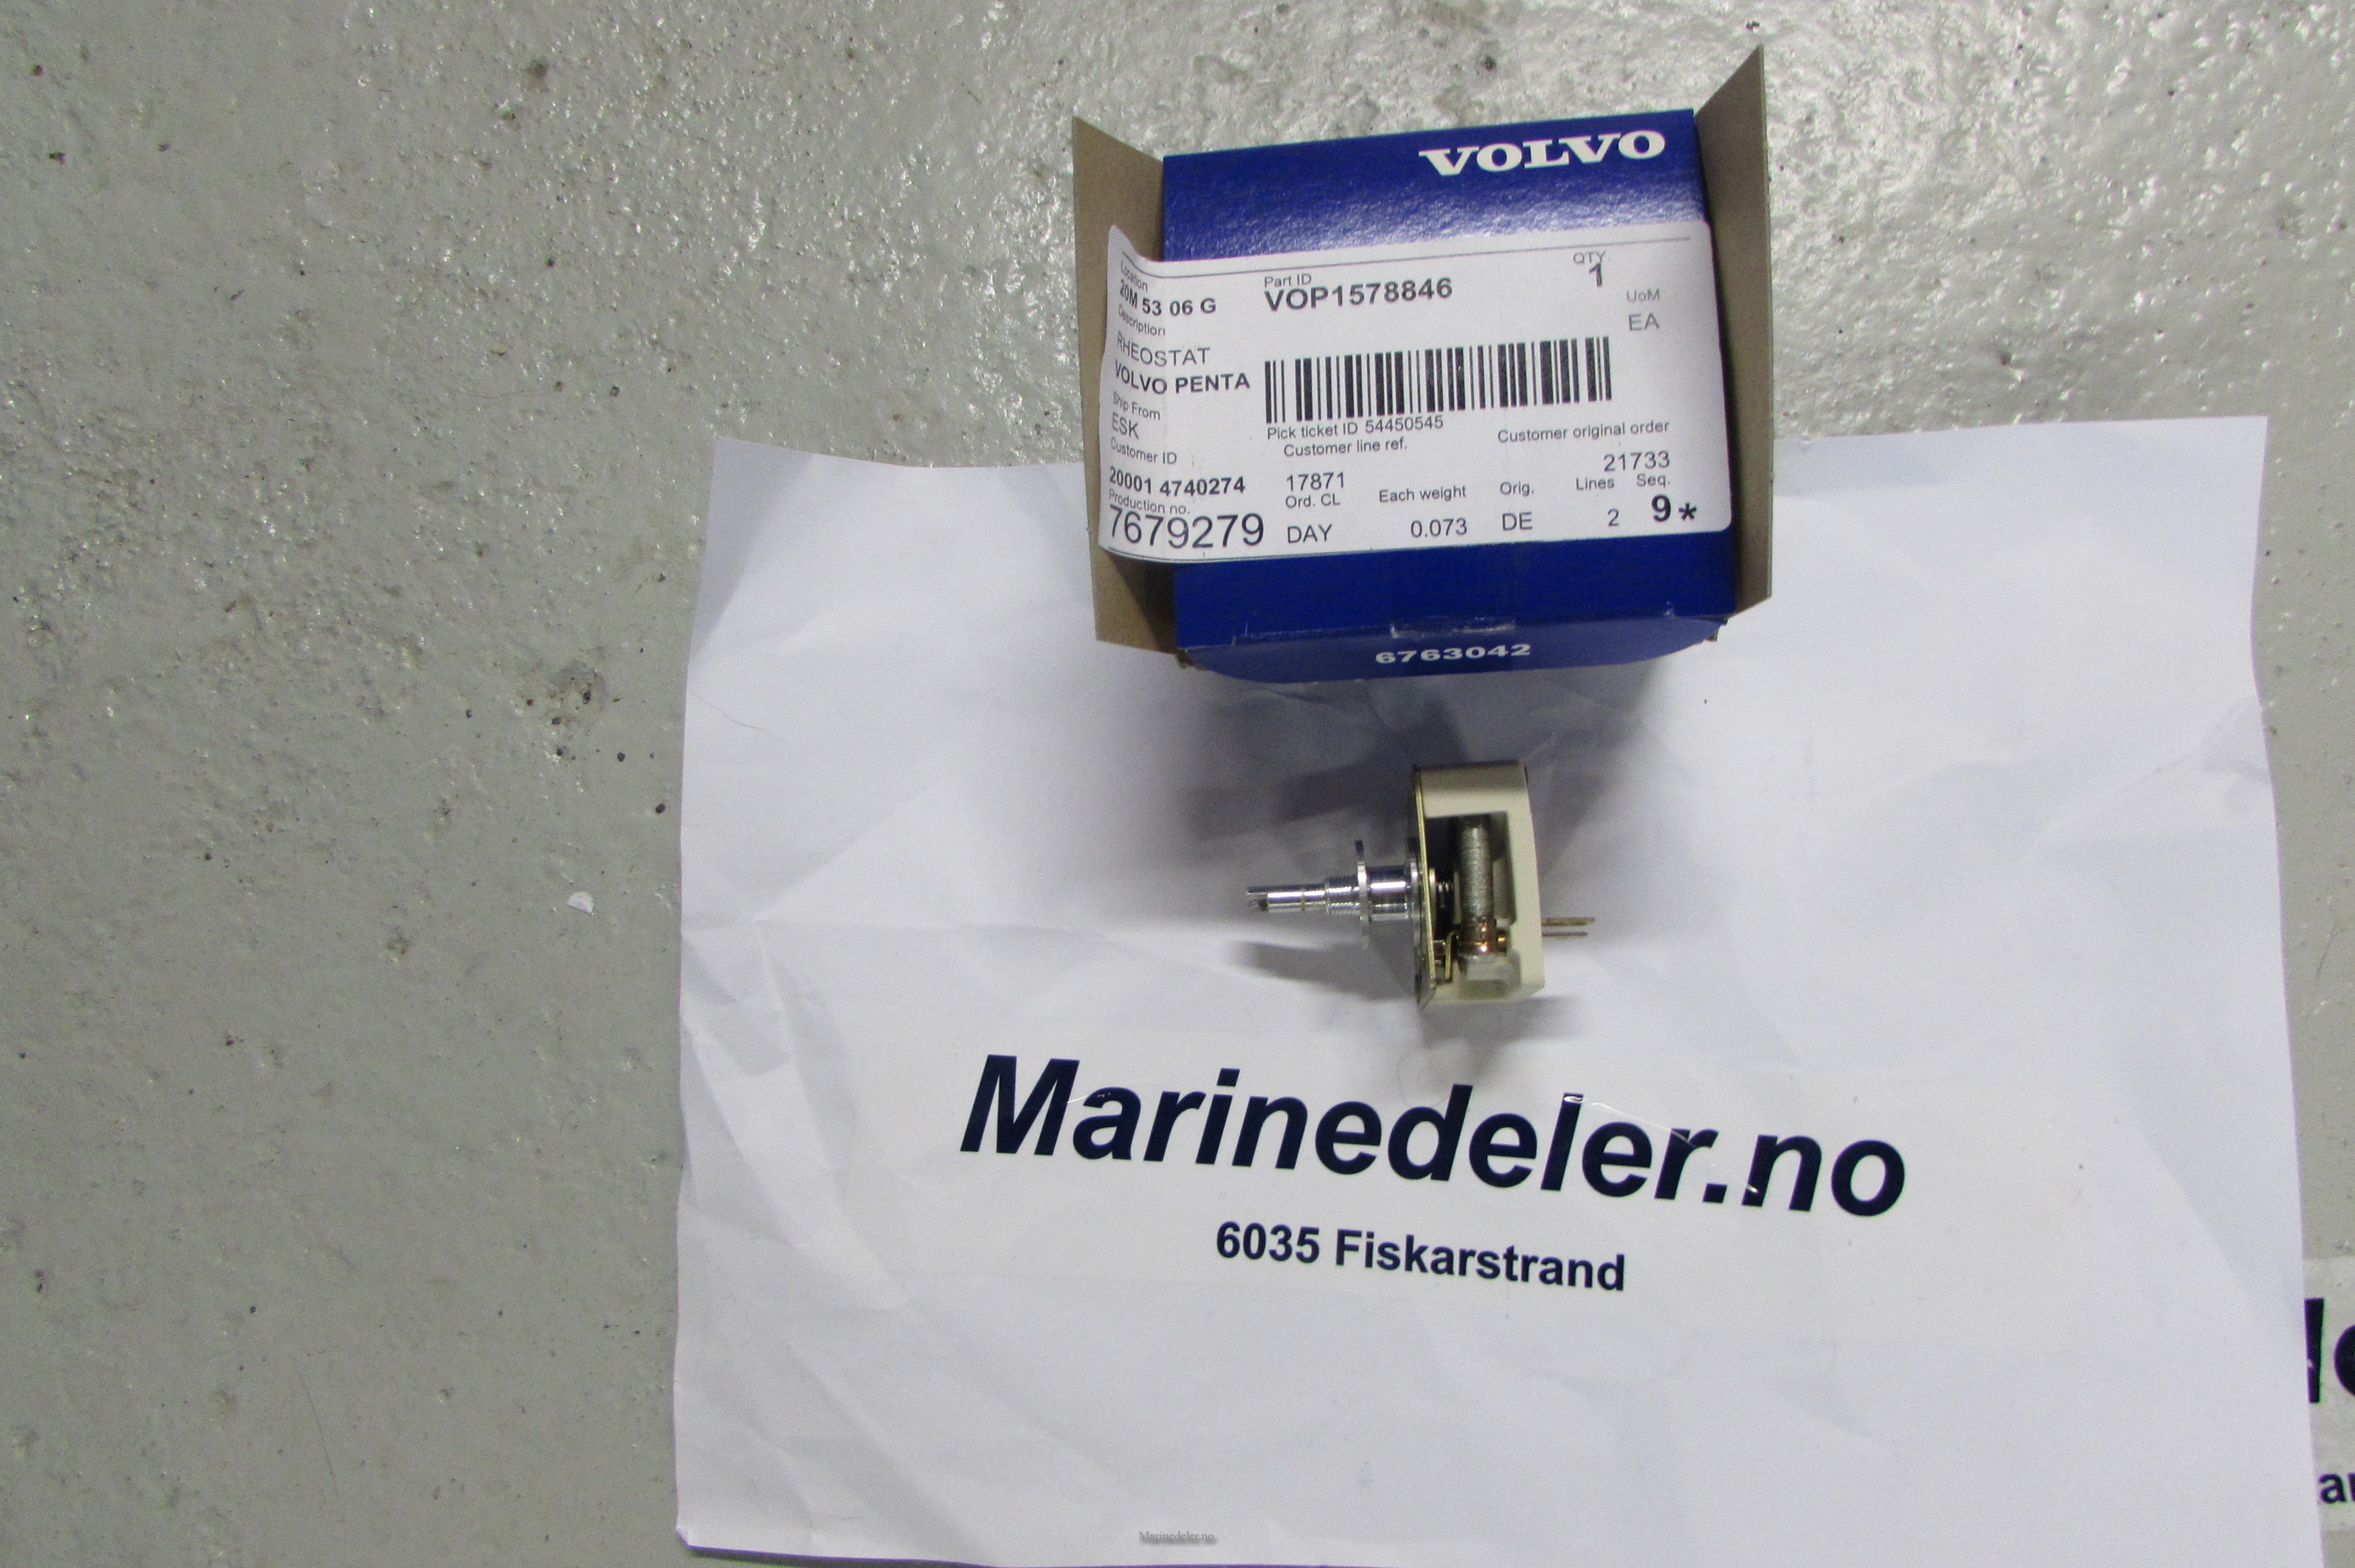 VOLVO
Location
20M 53 06 G
Part ID
VOP1578846
QTY
1
UoM
EA
Description
RHEOSTAT
VOLVO PENTA
Ship From
ESK
Pick ticket ID 54450545
Customer line ref.
Customer original order
Customer ID
20001 4740274
17871
21733
Production no.
7679279
Ord. CL
DAY
Each weight
0.073
Orig.
DE
Lines
2
Seq.
9*
6763042
Marinedeler.no
6035 Fiskarstrand
Marinedeler.no